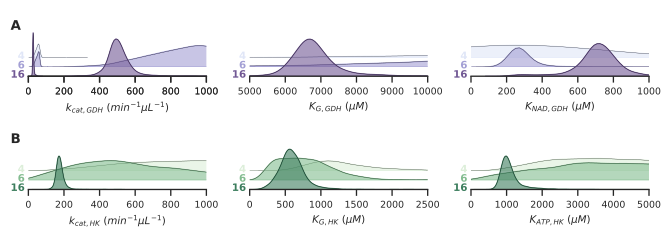 A
4
6
16
0 200 400 600 800 1000
k_cat,GDH (min⁻¹μL⁻¹)
5000 6000 7000 8000 9000 10000
K_G,GDH (μM)
4
6
16
0 200 400 600 800 1000
K_NAD,GDH (μM)
B
4
6
16
0 200 400 600 800 1000
k_cat,HK (min⁻¹μL⁻¹)
4
6
16
0 500 1000 1500 2000 2500
K_G,HK (μM)
4
6
16
0 1000 2000 3000 4000 5000
K_ATP,HK (μM)